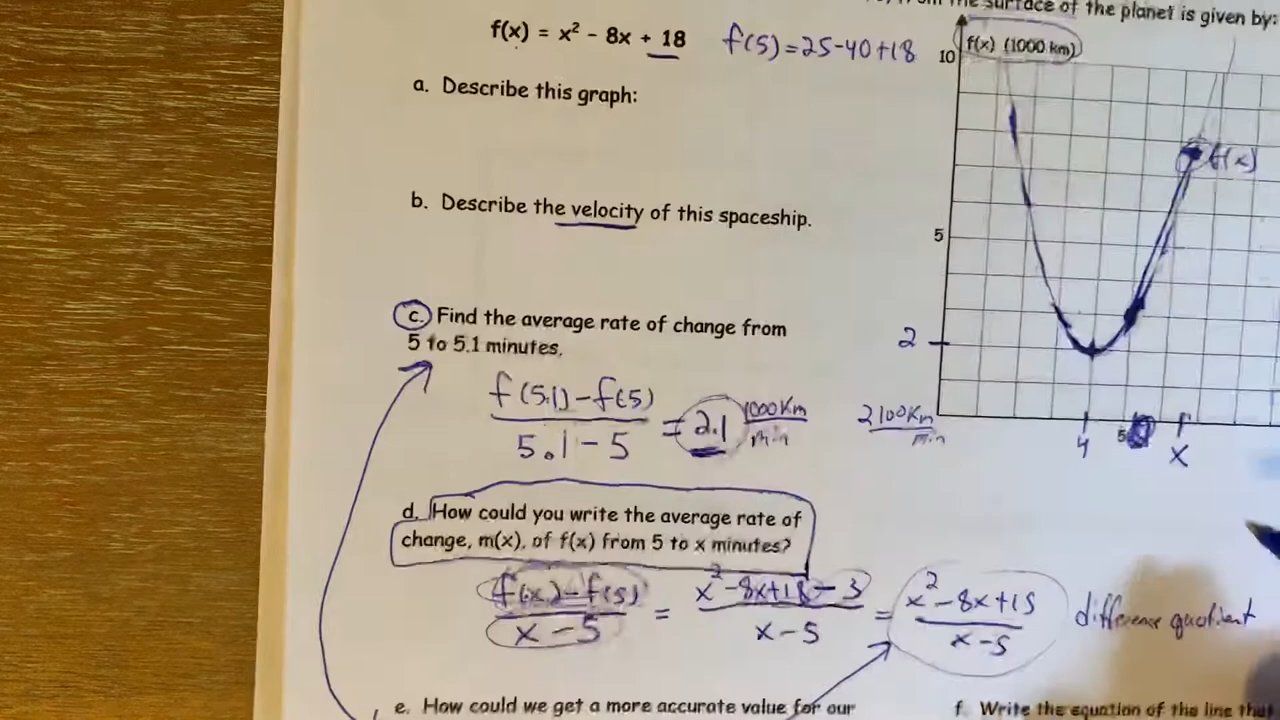 the surface of the planet is given by:
f(x) = x² - 8x + 18
f(5)=25-40+18
10
f(x) (1000 km)
a. Describe this graph:
f(x)
b. Describe the velocity of this spaceship.
5
c. Find the average rate of change from
5 to 5.1 minutes.
2
f(5.1)-f(5)
5.1-5
= 2.1 1000Km
min
2100Km
min
4
5
x
d. How could you write the average rate of
change, m(x), of f(x) from 5 to x minutes?
f(x)-f(5)
x-5
= x²-8x+18-3
x-5
= x²-8x+15
x-5
difference quotient
e. How could we get a more accurate value for our
f. Write the equation of the line that